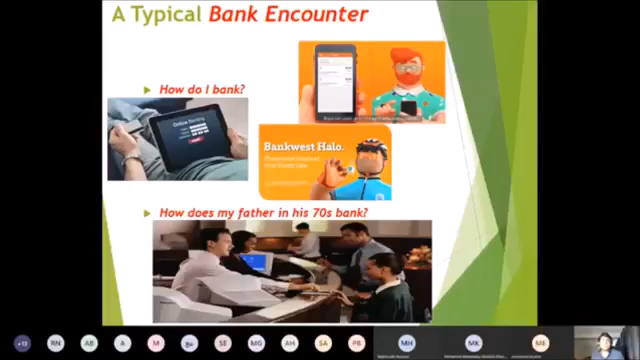 A Typical Bank Encounter
How do I bank?
Online Banking
Bankwest Halo.
How does my father in his 70s bank?
+13
RN
AB
A
M
SE
MG
AH
SA
PB
MH
MK
ME